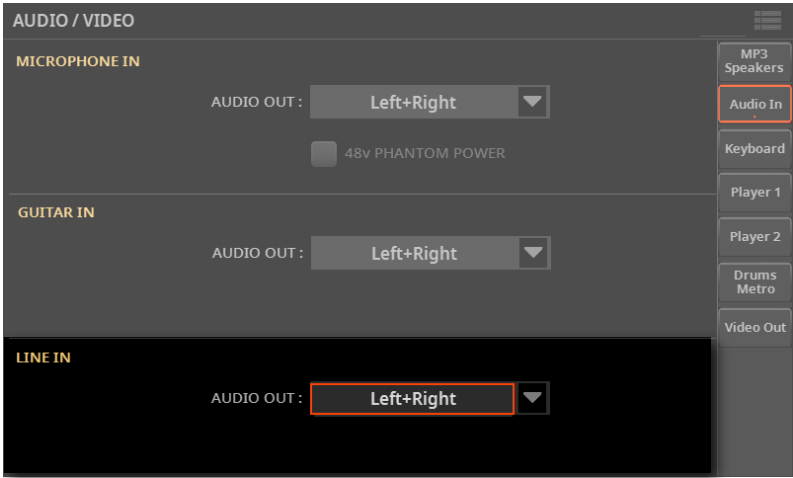 AUDIO / VIDEO
MICROPHONE IN
AUDIO OUT : Left+Right
48v PHANTOM POWER
GUITAR IN
AUDIO OUT : Left+Right
LINE IN
AUDIO OUT : Left+Right
MP3
Speakers
Audio In
Keyboard
Player 1
Player 2
Drums
Metro
Video Out